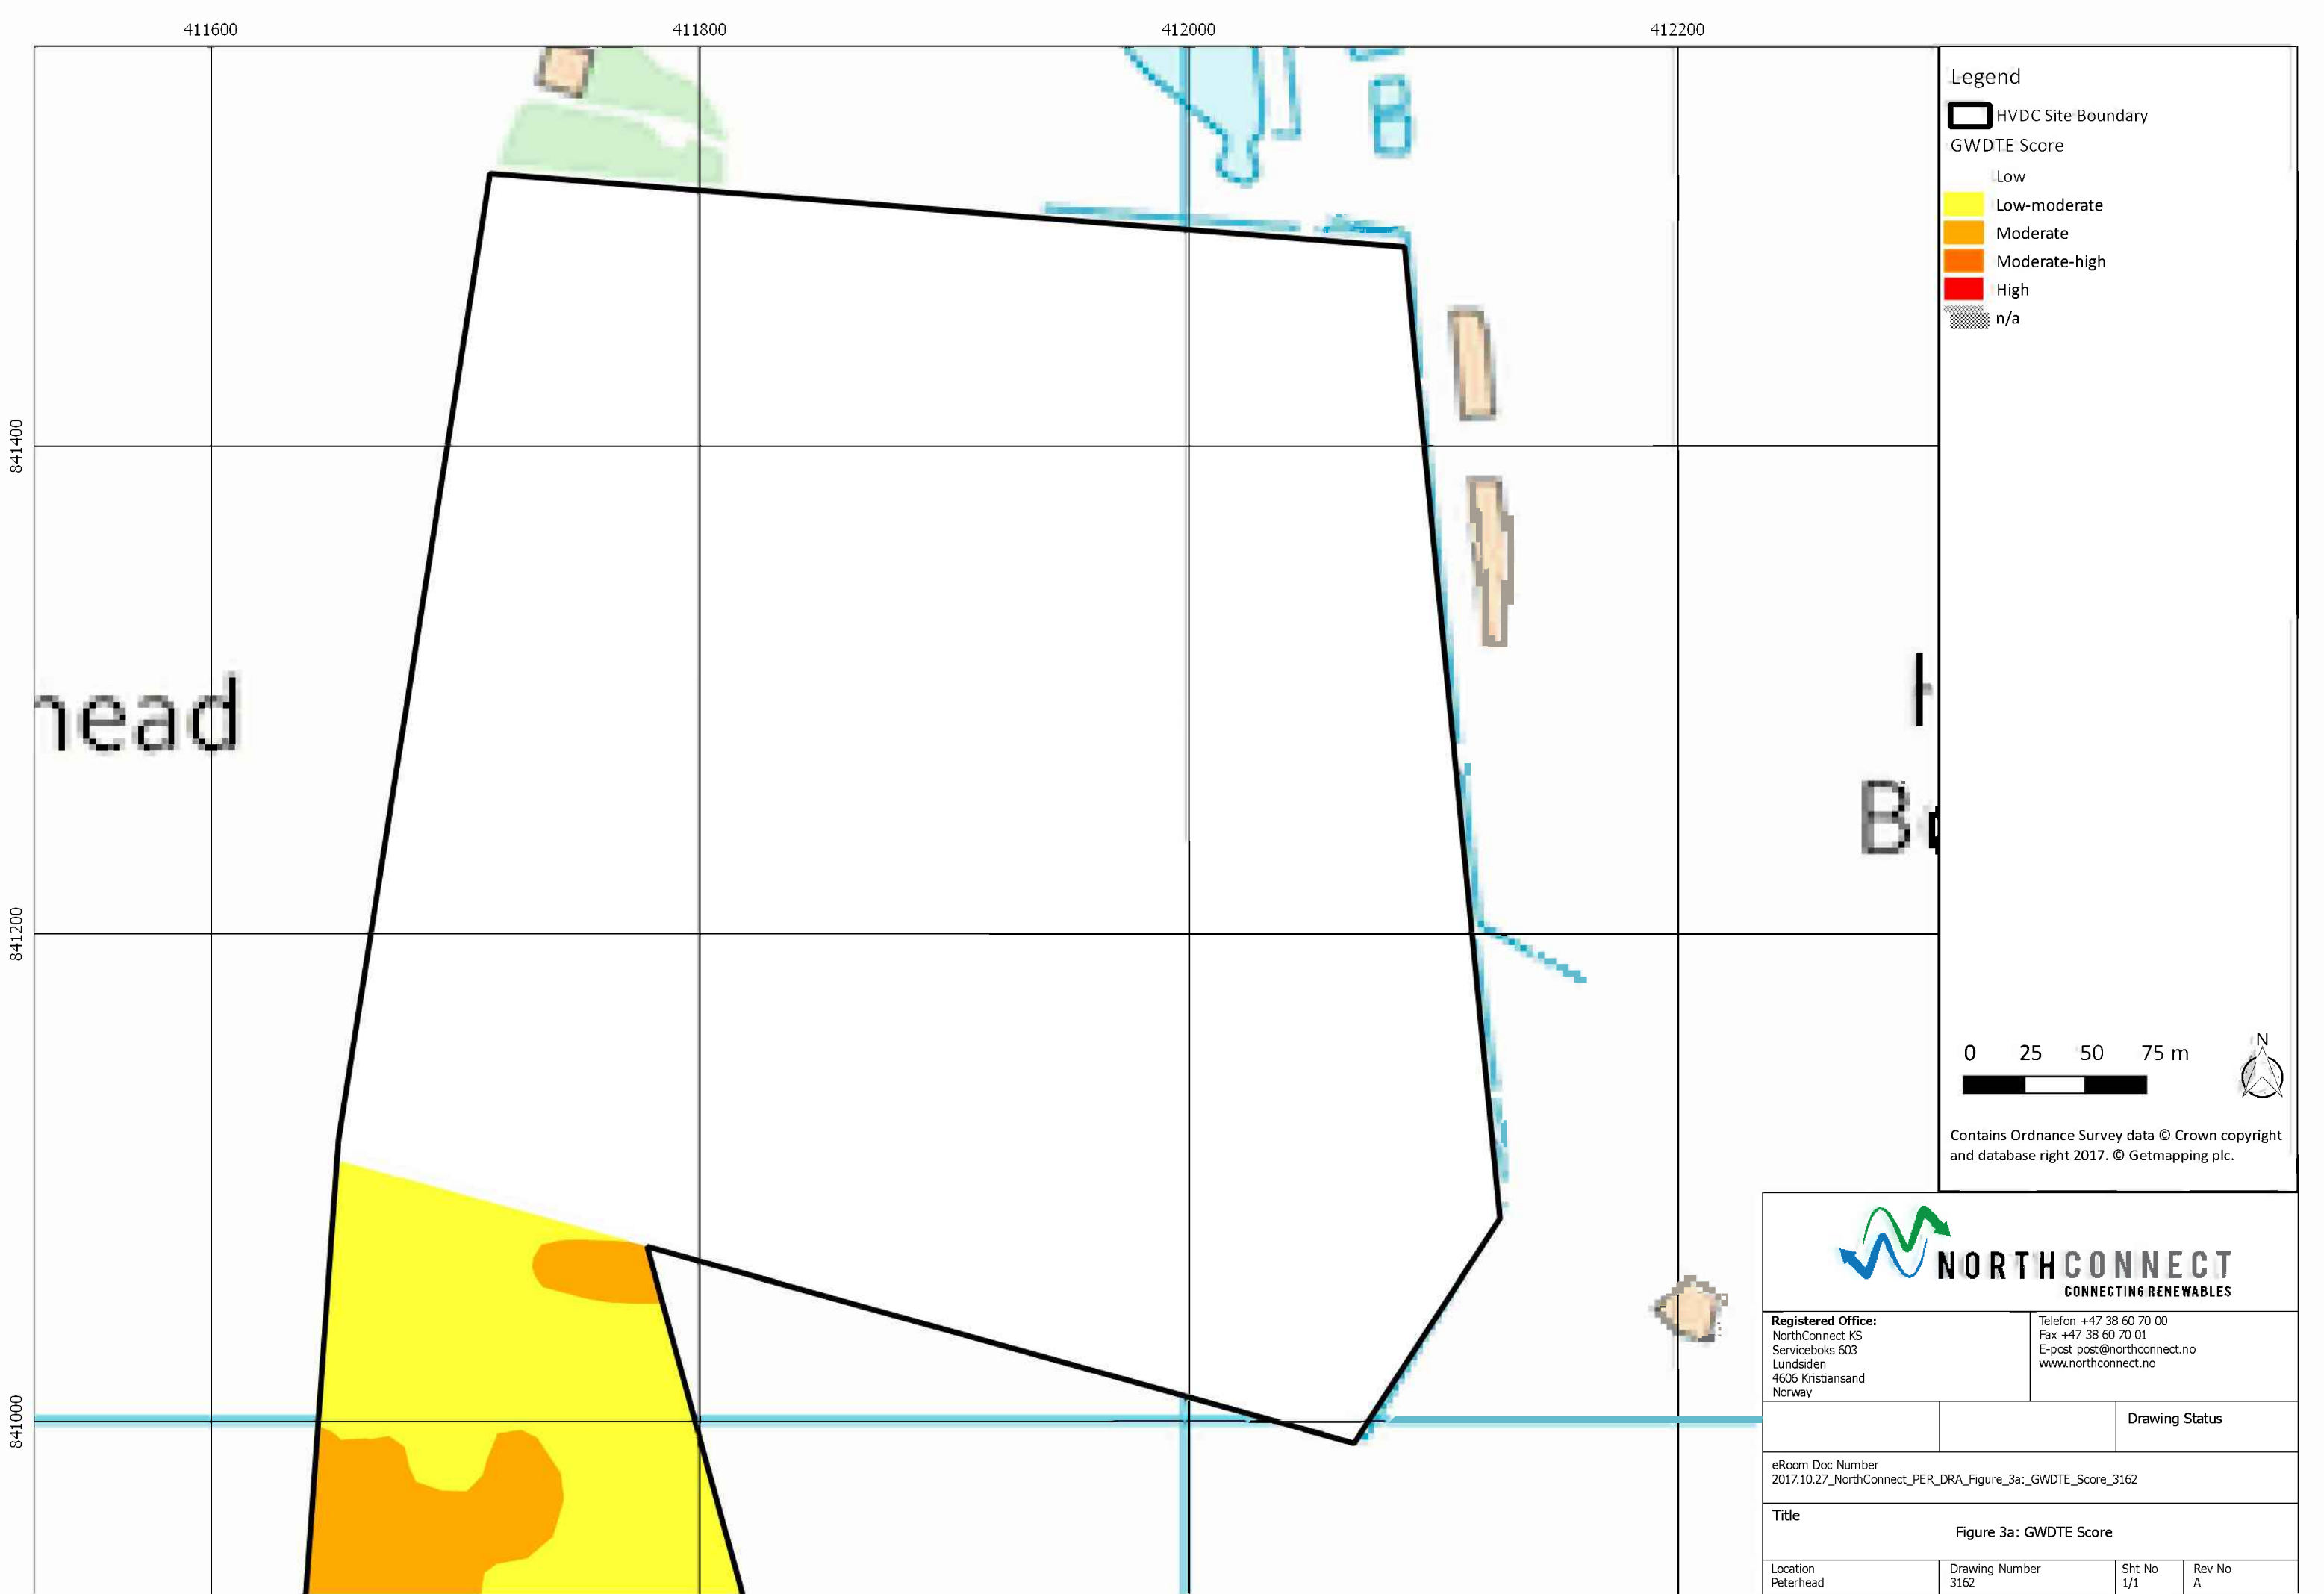 411600 411800 412000 412200
841400
841200
841000
head
Legend
HVDC Site Boundary
GWDTE Score
Low
Low-moderate
Moderate
Moderate-high
High
n/a
0 25 50 75 m
N
Contains Ordnance Survey data © Crown copyright
and database right 2017. © Getmapping plc.
NORTHCONNECT
CONNECTING RENEWABLES
Registered Office:
NorthConnect KS
Serviceboks 603
Lundsiden
4606 Kristiansand
Norway
Telefon +47 38 60 70 00
Fax +47 38 60 70 01
E-post post@northconnect.no
www.northconnect.no
Drawing Status
eRoom Doc Number
2017.10.27_NorthConnect_PER_DRA_Figure_3a:_GWDTE_Score_3162
Title
Figure 3a: GWDTE Score
Location
Peterhead
Drawing Number
3162
Sht No
1/1
Rev No
A